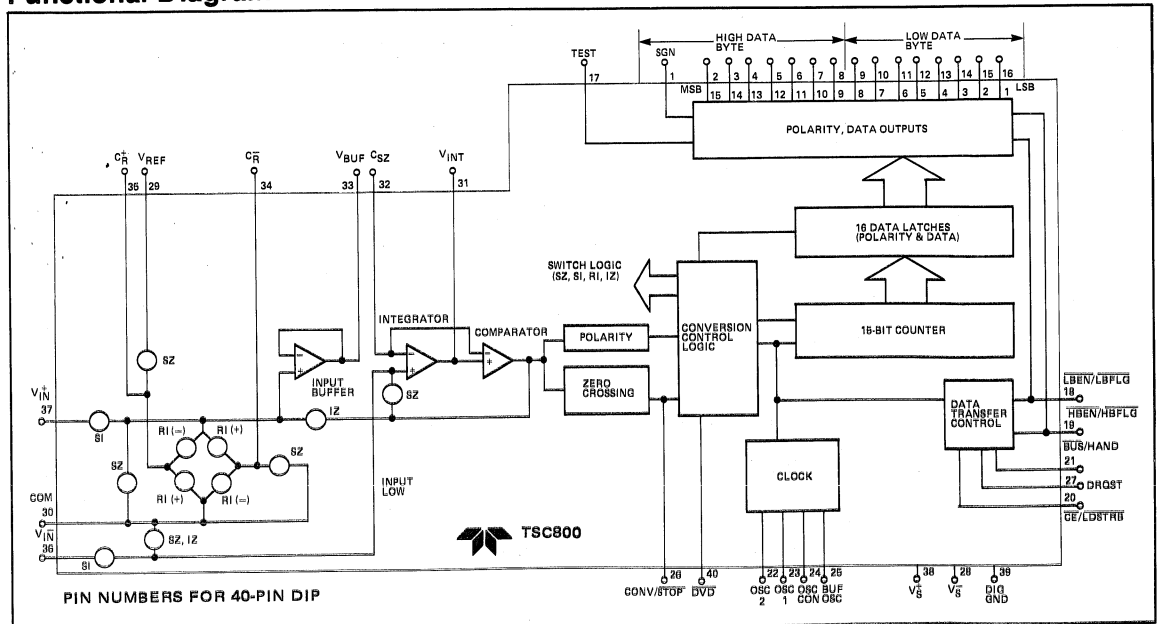 Functional Diagram
HIGH DATA
BYTE
LOW DATA
BYTE
TEST
SGN
17
1
2
3
4
5
6
7
8
9
10
11
12
13
14
15
16
MSB
15
14
13
12
11
10
9
8
7
6
5
4
3
2
1
LSB
POLARITY, DATA OUTPUTS
C+R
VREF
C-R
VBUF
CSZ
VINT
35
29
34
33
32
31
16 DATA LATCHES
(POLARITY & DATA)
SWITCH LOGIC
(SZ, SI, RI, IZ)
INTEGRATOR
COMPARATOR
POLARITY
CONVERSION
CONTROL
LOGIC
15-BIT COUNTER
SZ
INPUT
BUFFER
SZ
ZERO
CROSSING
DATA
TRANSFER
CONTROL
LBEN/LBFLG
18
HBEN/HBFLG
19
BUS/HAND
21
27 DRQST
20
CE/LDSTRB
V+IN
37
SI
IZ
RI (–)
RI (+)
SZ
SZ
RI (+)
RI (–)
INPUT
LOW
CLOCK
COM
30
V-IN
36
SZ, IZ
SI
TSC800
26
CONV/STOP
40
DVD
22
OSC
2
23
OSC
1
24
OSC
CON
25
BUF
OSC
38
V+S
28
V-S
39
DIG
GND
PIN NUMBERS FOR 40-PIN DIP